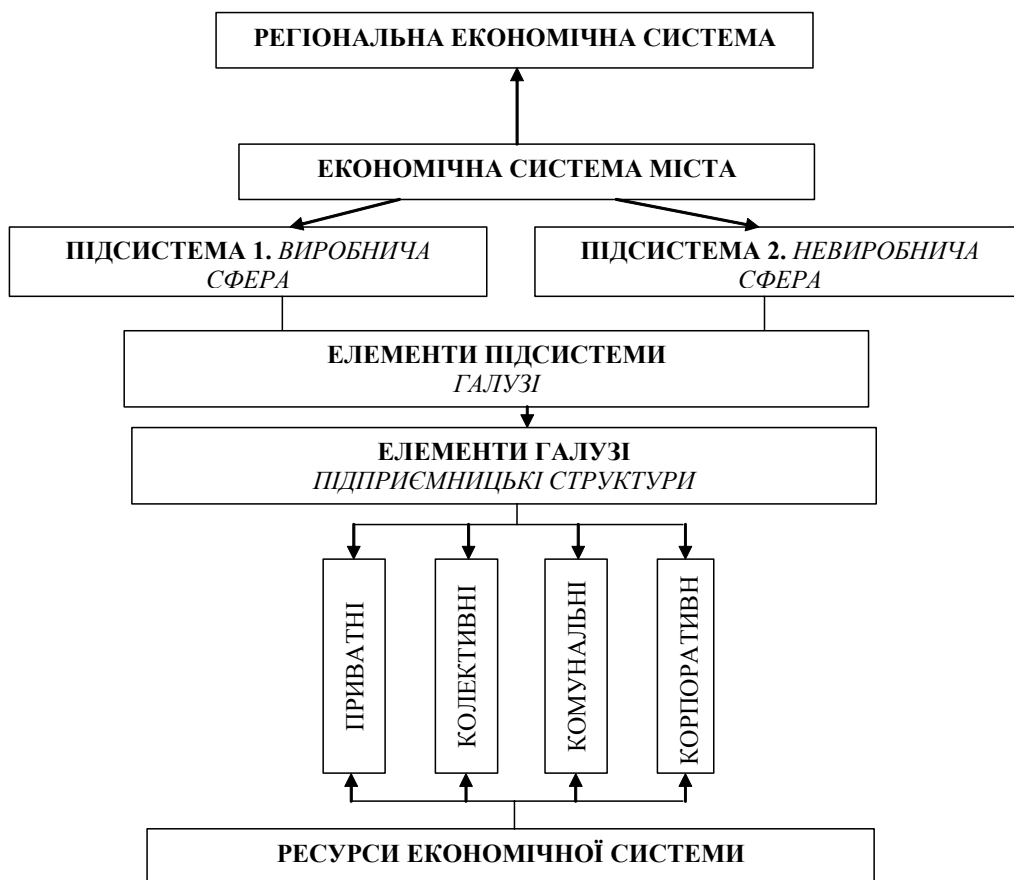 РЕГІОНАЛЬНА ЕКОНОМІЧНА СИСТЕМА
ЕКОНОМІЧНА СИСТЕМА МІСТА
ПІДСИСТЕМА 1. ВИРОБНИЧА
СФЕРА
ПІДСИСТЕМА 2. НЕВИРОБНИЧА
СФЕРА
ЕЛЕМЕНТИ ПІДСИСТЕМИ
ГАЛУЗІ
ЕЛЕМЕНТИ ГАЛУЗІ
ПІДПРИЄМНИЦЬКІ СТРУКТУРИ
ПРИВАТНІ
КОЛЕКТИВНІ
КОМУНАЛЬНІ
КОРПОРАТИВН
РЕСУРСИ ЕКОНОМІЧНОЇ СИСТЕМИ